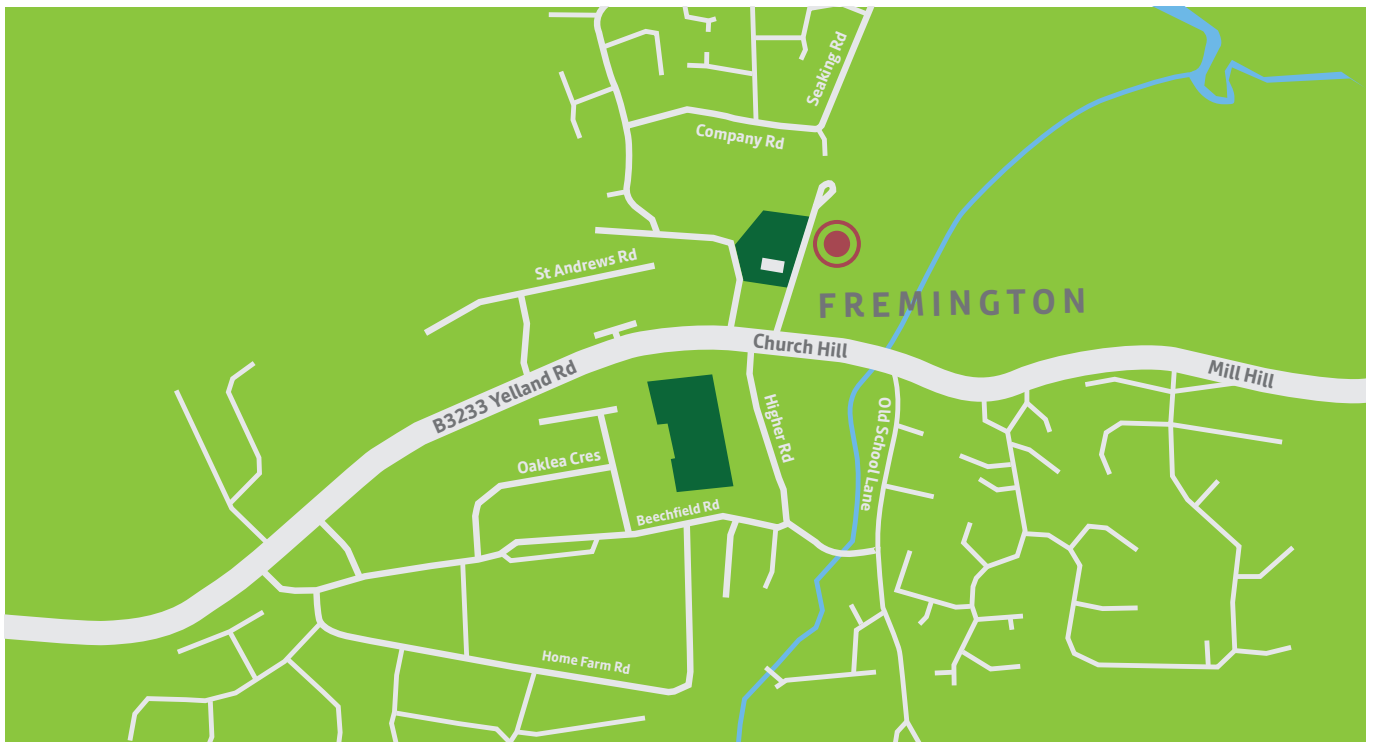 Seaking Rd
Company Rd
St Andrews Rd
FREMINGTON
Church Hill
Mill Hill
B3233 Yelland Rd
Higher Rd
Old School Lane
Oaklea Cres
Beechfield Rd
Home Farm Rd